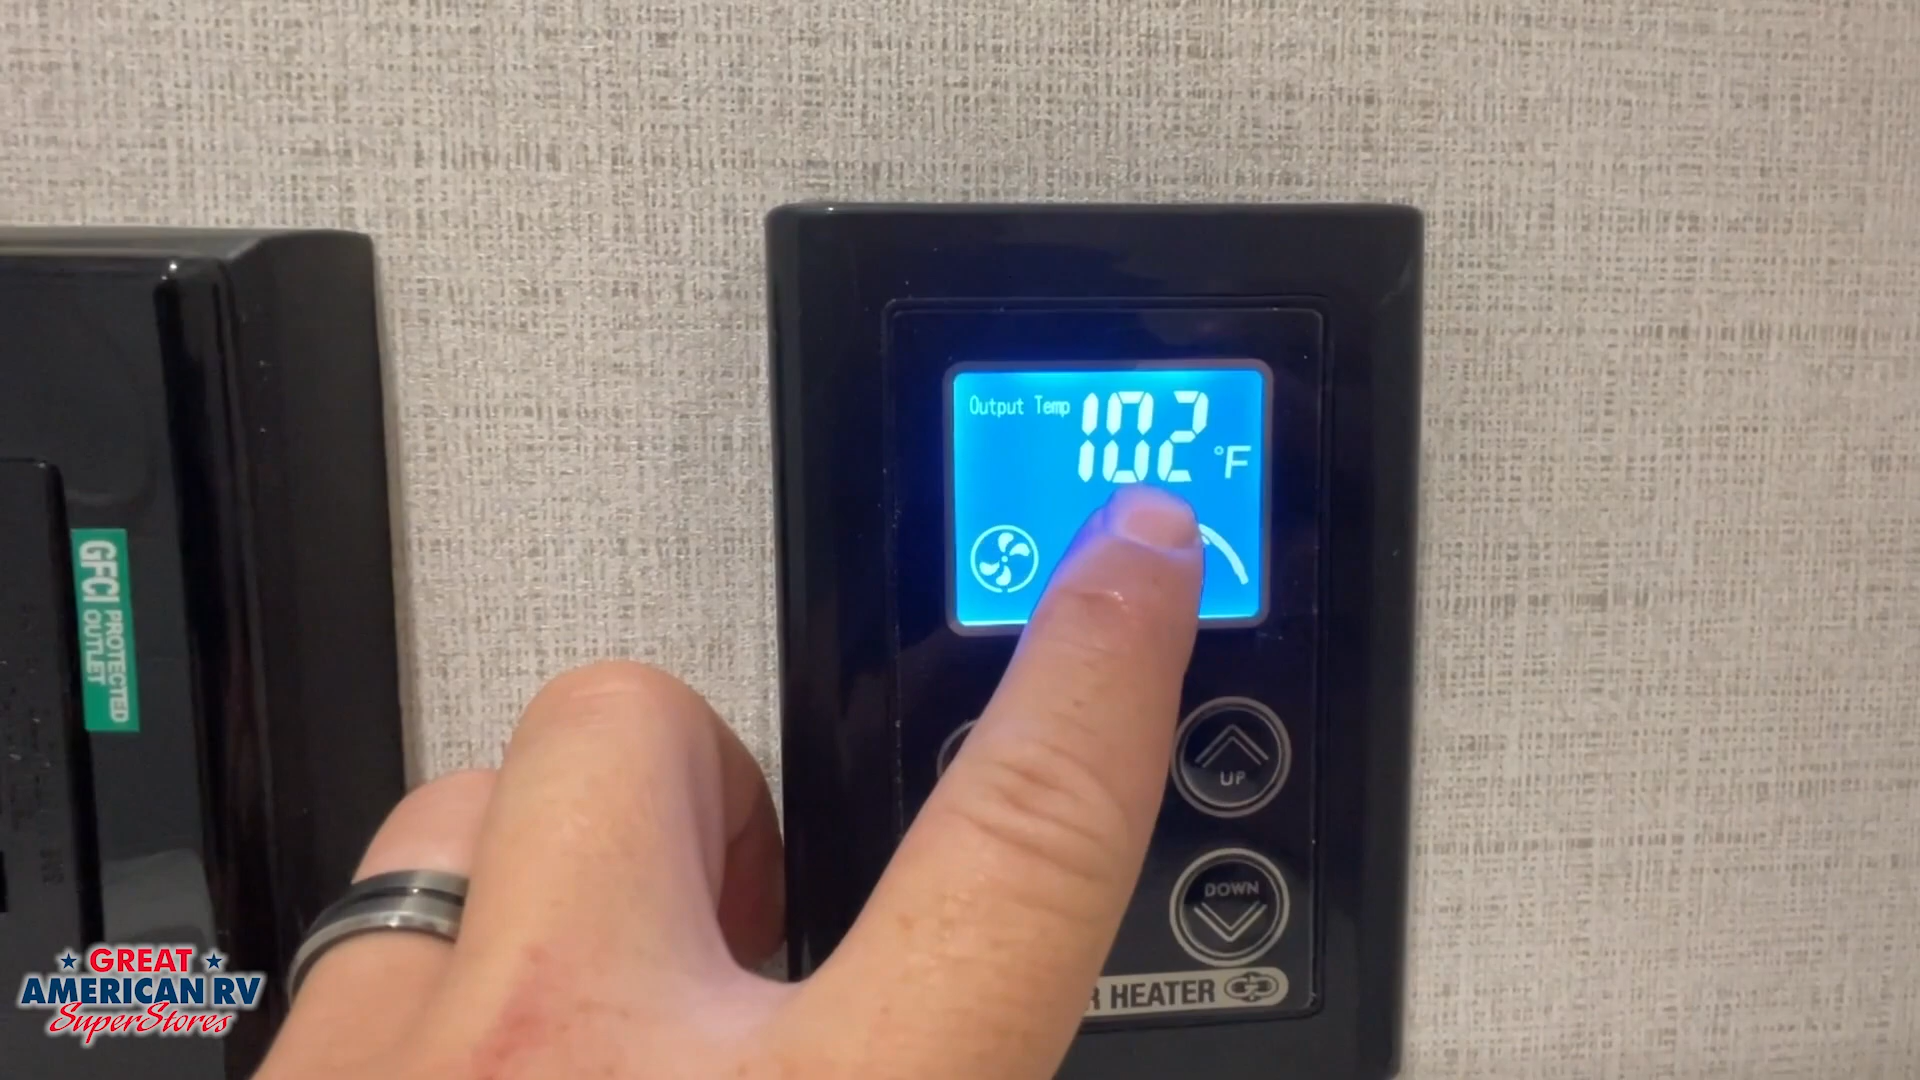 Output Temp 102 °F
UP
DOWN
R HEATER
GFCI PROTECTED
OUTLET
GREAT
AMERICAN RV
SuperStores